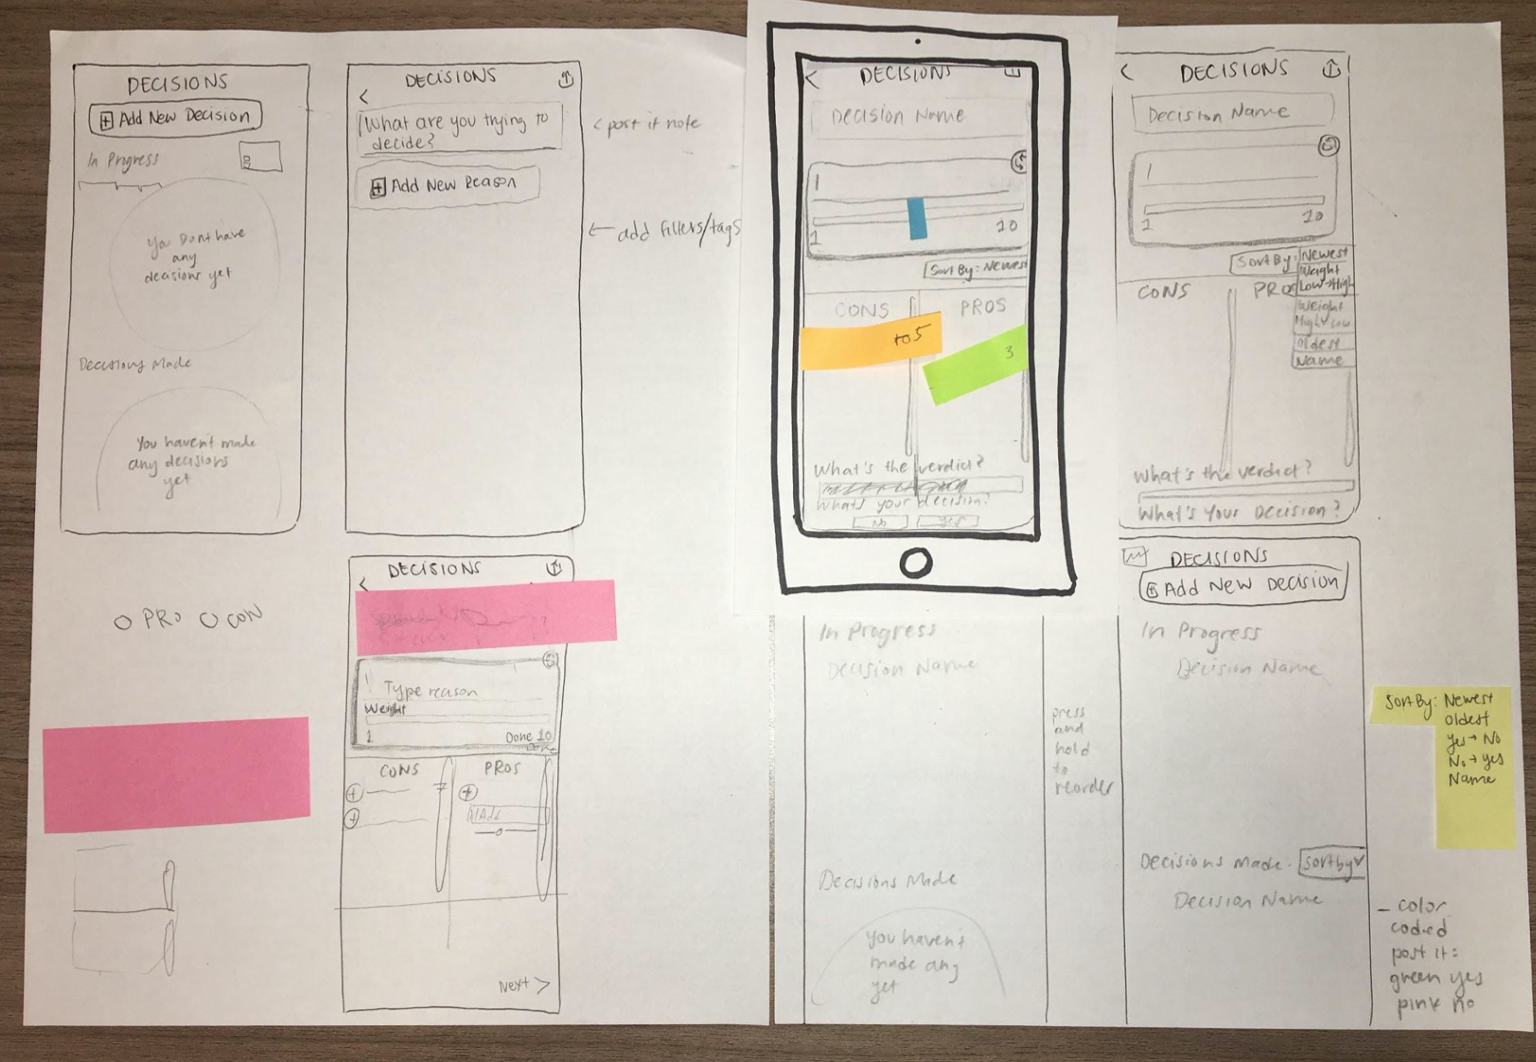 DECISIONS
Add New Decision
In Progress
You Don't have
any
decisions yet
Decisions Made
You haven't made
any decisions
yet
DECISIONS
<
What are you trying to
decide?
Add New Reason
< post it note
← add filters/tags
< DECISIONS
Decision Name
1
10
Sort By: Newest
CONS PROS
to 5
3
What's the verdict?
What's your decision?
No Yes
< DECISIONS
Decision Name
1 10
Sort By: Newest
Weight
Low→High
Weight
High-Low
Oldest
Name
CONS PROS
What's the verdict?
What's Your Decision?
PRO CON
DECISIONS
<
Type reason
Weight
1 Done 10
CONS PROS
Add
Next >
In Progress
Decision Name
Decisions Made
You haven't
made any
yet
press
and
hold
to
reorder
DECISIONS
Add New Decision
In Progress
Decision Name
Decisions Made Sort by
Decision Name
Sort By: Newest
Oldest
Yes→No
No→yes
Name
- color
coded
post it:
green yes
pink no